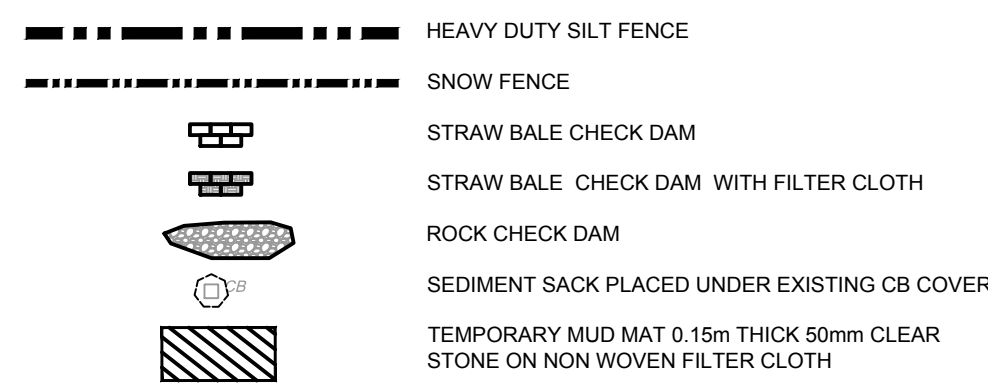 HEAVY DUTY SILT FENCE
SNOW FENCE
STRAW BALE CHECK DAM
STRAW BALE CHECK DAM WITH FILTER CLOTH
ROCK CHECK DAM
CB SEDIMENT SACK PLACED UNDER EXISTING CB COVER
TEMPORARY MUD MAT 0.15m THICK 50mm CLEAR
STONE ON NON WOVEN FILTER CLOTH